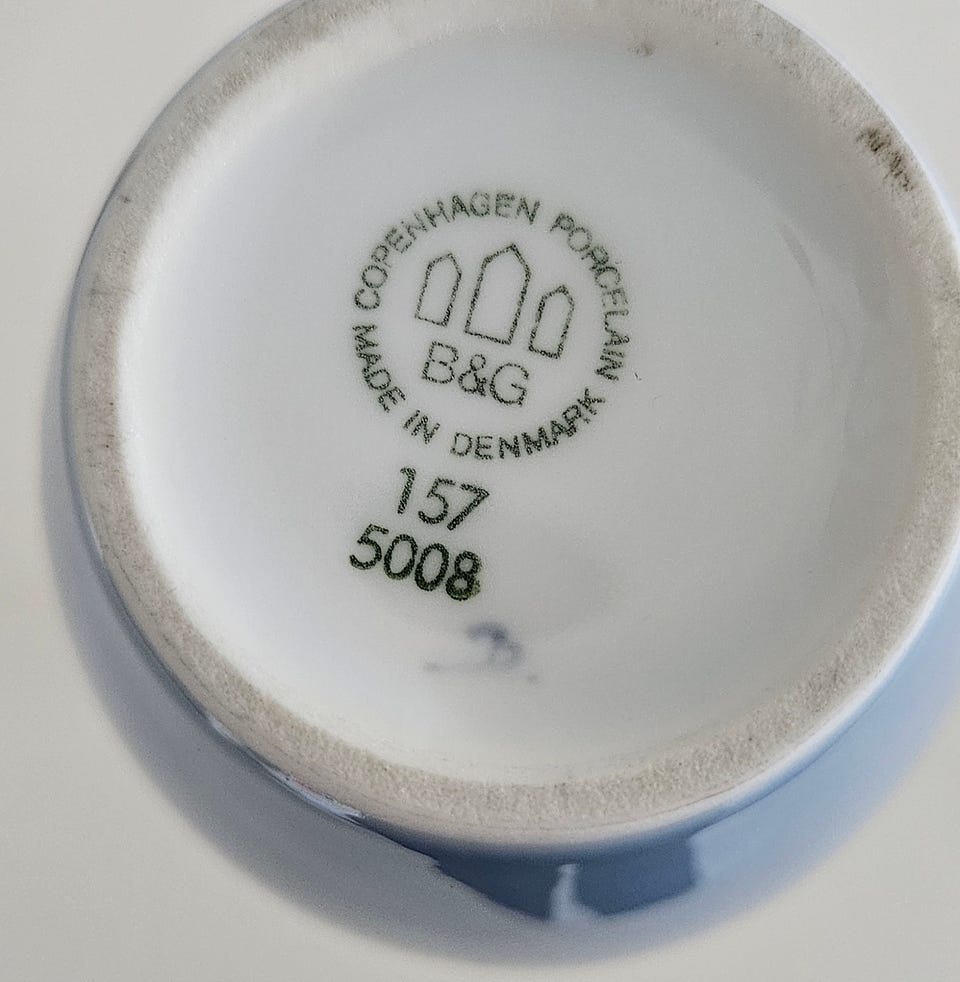 COPENHAGEN PORCELAIN
B&G
MADE IN DENMARK
157
5008